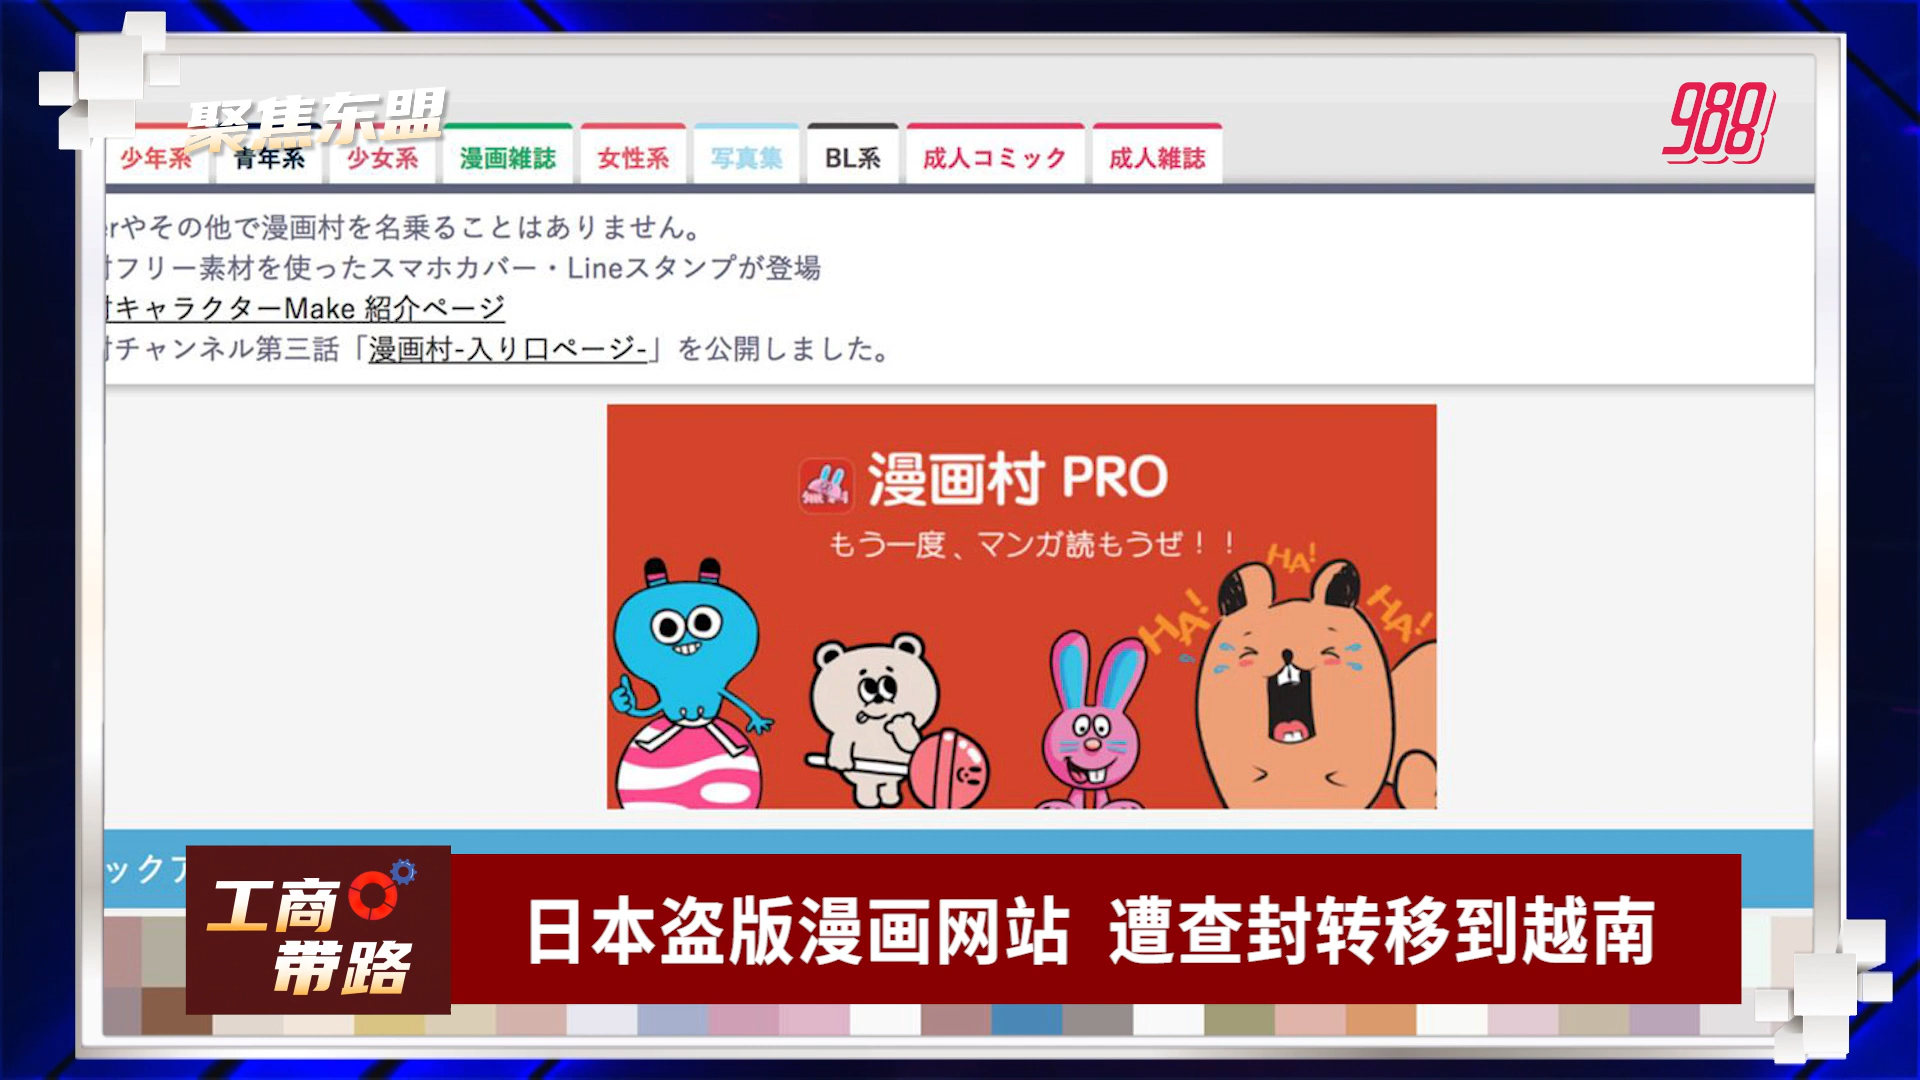 聚焦东盟
988
少年系 青年系 少女系 漫画雑誌 女性系 写真集 BL系 成人コミック 成人雑誌
erやその他で漫画村を名乗ることはありません。
村フリー素材を使ったスマホカバー・Lineスタンプが登場
村キャラクターMake 紹介ページ
村チャンネル第三話「漫画村-入り口ページ-」を公開しました。
漫画村 PRO
もう一度、マンガ読もうぜ！！
HA!
HA!
HA!
ックア
工商
带路
日本盗版漫画网站 遭查封转移到越南